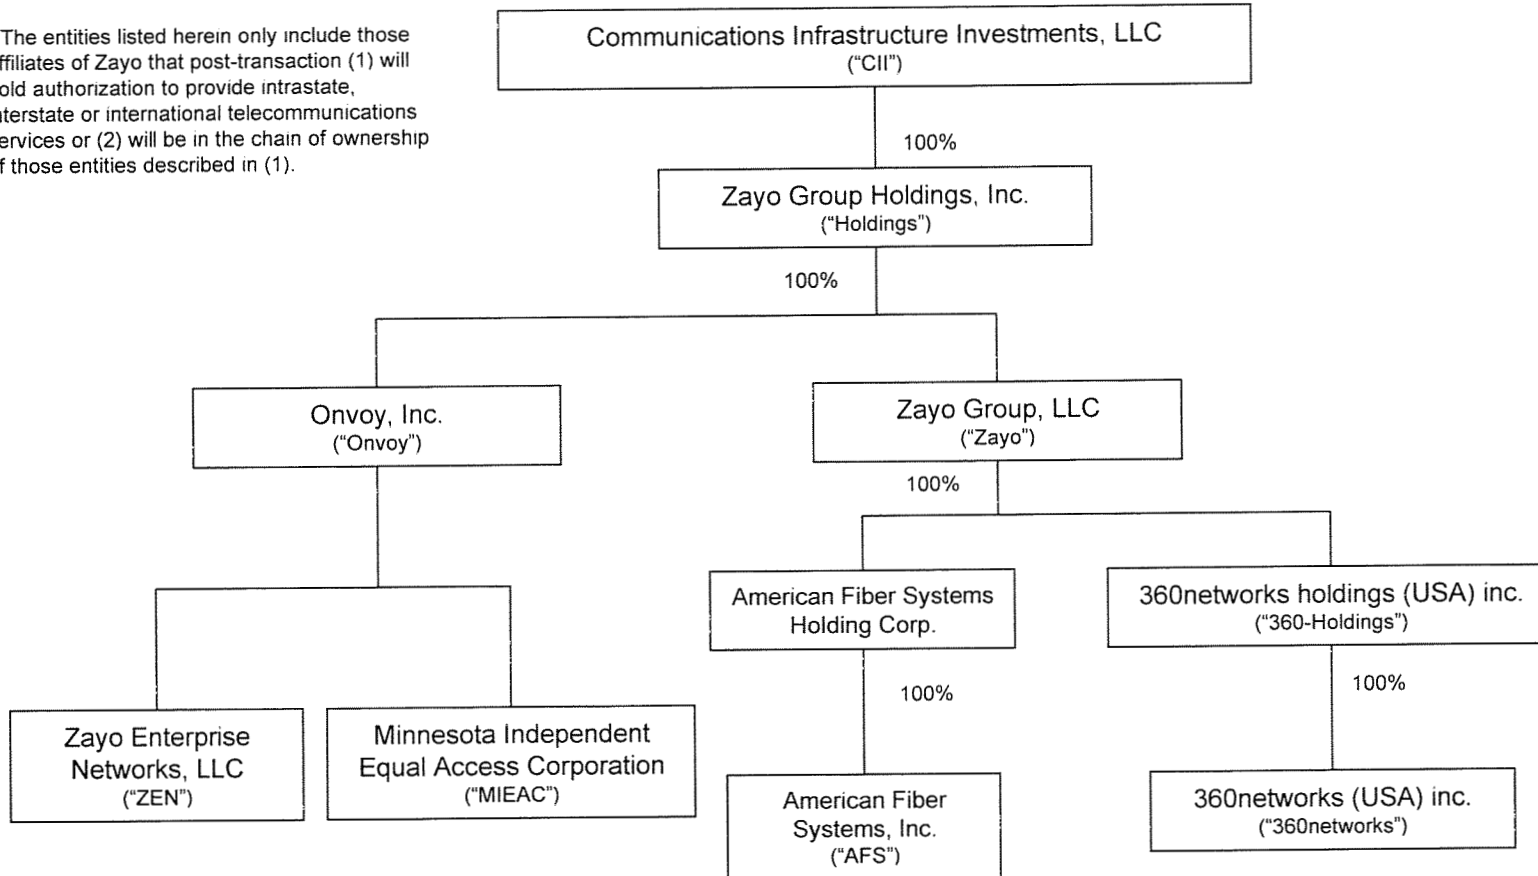 The entities listed herein only include those
ffiliates of Zayo that post-transaction (1) will
old authorization to provide intrastate,
nterstate or international telecommunications
ervices or (2) will be in the chain of ownership
f those entities described in (1).
Communications Infrastructure Investments, LLC
("CII")
100%
Zayo Group Holdings, Inc.
("Holdings")
100%
Onvoy, Inc.
("Onvoy")
Zayo Group, LLC
("Zayo")
100%
American Fiber Systems
Holding Corp.
360networks holdings (USA) inc.
("360-Holdings")
100%
100%
Zayo Enterprise
Networks, LLC
("ZEN")
Minnesota Independent
Equal Access Corporation
("MIEAC")
American Fiber
Systems, Inc.
("AFS")
360networks (USA) inc.
("360networks")